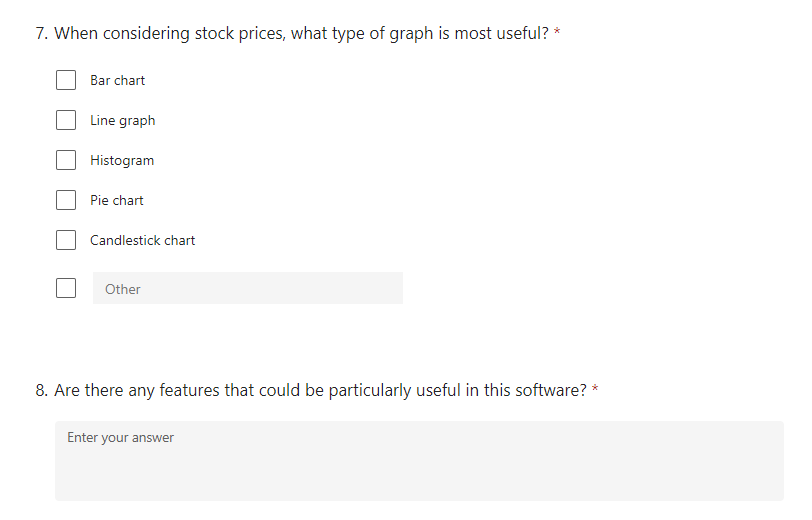 7. When considering stock prices, what type of graph is most useful? *
Bar chart
Line graph
Histogram
Pie chart
Candlestick chart
Other
8. Are there any features that could be particularly useful in this software? *
Enter your answer